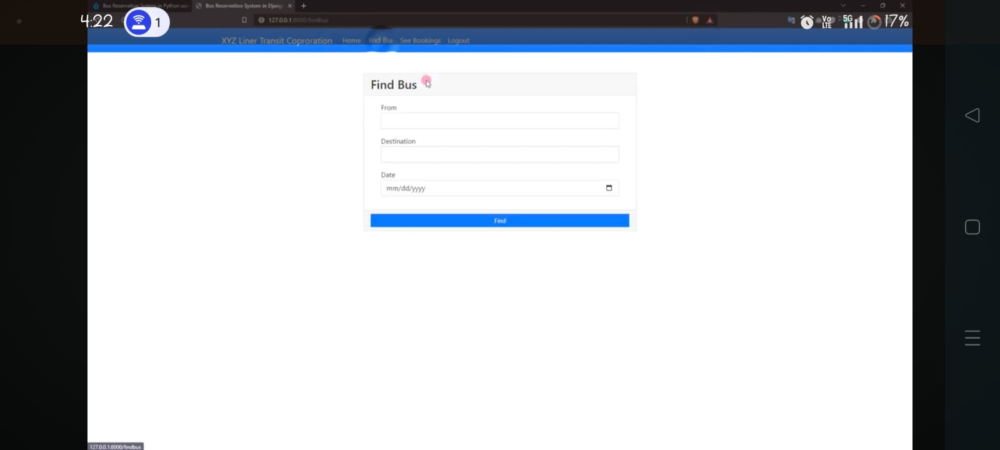 Bus Reservation System in Python usin
Bus Reservation System in Djang
4:22
1
127.0.0.1:8000/findbus
Vo
LTE
5G
17%
XYZ Liner Transit Coproration Home Find Bus See Bookings Logout
Find Bus
From
Destination
Date
mm/dd/yyyy
Find
127.0.0.1:8000/findbus